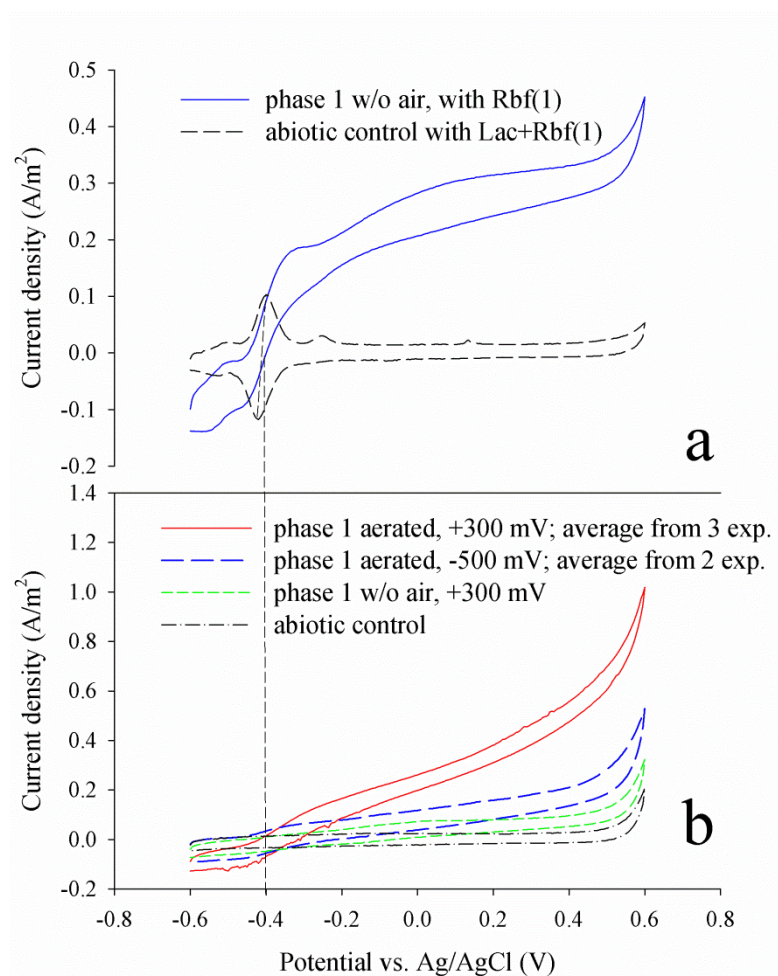 0.5
0.4
0.3
0.2
0.1
0.0
-0.1
-0.2
Current density (A/m²)
phase 1 w/o air, with Rbf(1)
abiotic control with Lac+Rbf(1)
a
1.4
1.2
1.0
0.8
0.6
0.4
0.2
0.0
-0.2
Current density (A/m²)
phase 1 aerated, +300 mV; average from 3 exp.
phase 1 aerated, -500 mV; average from 2 exp.
phase 1 w/o air, +300 mV
abiotic control
b
-0.8 -0.6 -0.4 -0.2 0.0 0.2 0.4 0.6 0.8
Potential vs. Ag/AgCl (V)